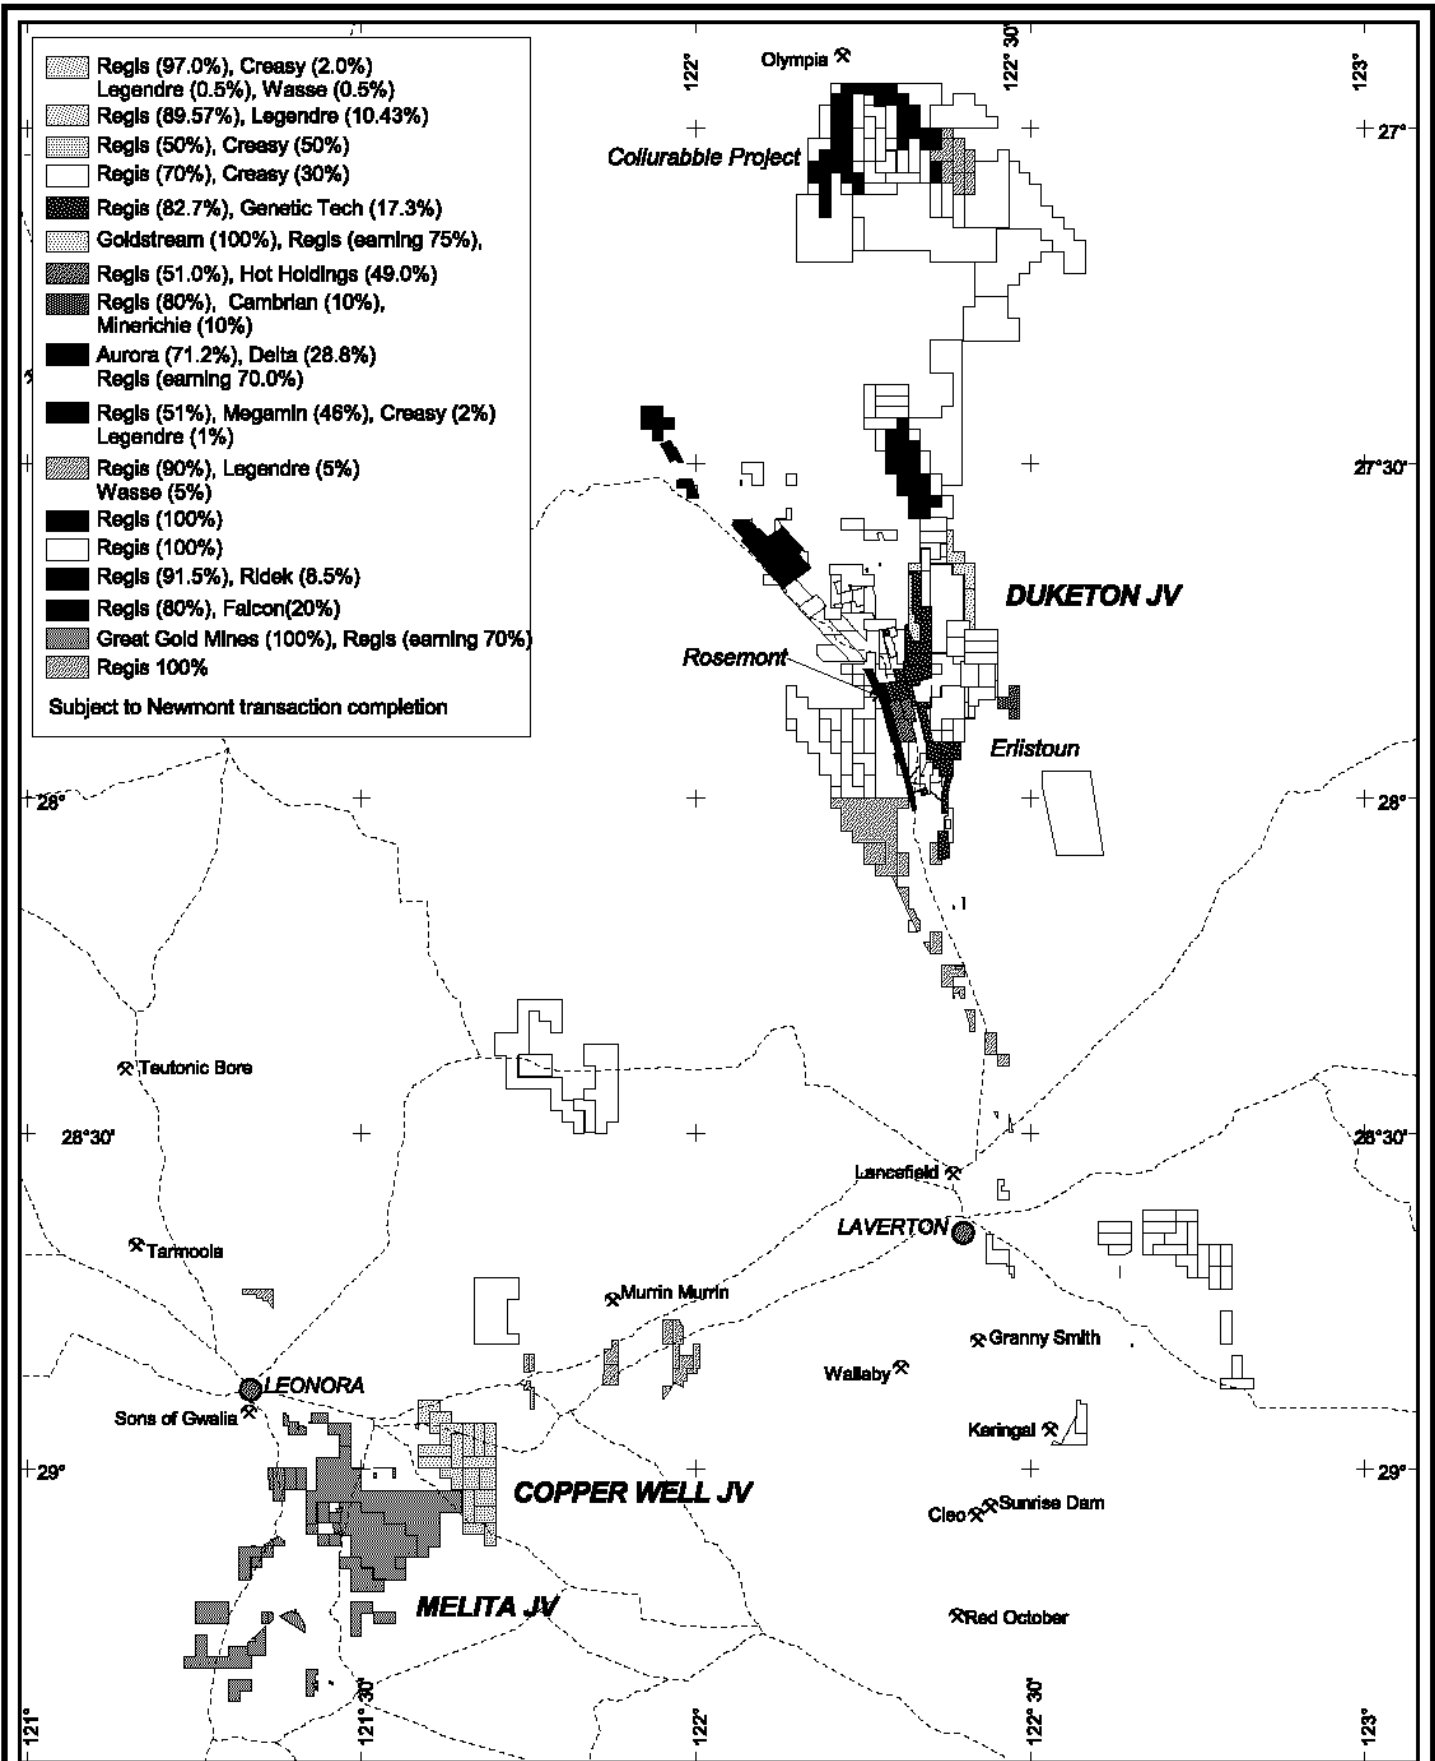 Regis (97.0%), Creasy (2.0%)
Legendre (0.5%), Wasse (0.5%)
Regis (89.57%), Legendre (10.43%)
Regis (50%), Creasy (50%)
Regis (70%), Creasy (30%)
Regis (82.7%), Genetic Tech (17.3%)
Goldstream (100%), Regis (earning 75%),
Regis (51.0%), Hot Holdings (49.0%)
Regis (80%), Cambrian (10%),
Minerichie (10%)
Aurora (71.2%), Delta (28.8%)
Regis (earning 70.0%)
Regis (51%), Megamin (46%), Creasy (2%)
Legendre (1%)
Regis (90%), Legendre (5%)
Wasse (5%)
Regis (100%)
Regis (100%)
Regis (91.5%), Ridek (8.5%)
Regis (80%), Falcon(20%)
Great Gold Mines (100%), Regis (earning 70%)
Regis 100%
Subject to Newmont transaction completion
122°
122° 30'
123°
Olympia
27°
Collurabble Project
27°30'
DUKETON JV
Rosemont
Erlistoun
28°
28°
Teutonic Bore
28°30'
28°30'
Lancefield
LAVERTON
Tarmoola
Murrin Murrin
Granny Smith
Wallaby
LEONORA
Sons of Gwalia
Keringal
29°
29°
COPPER WELL JV
Sunrise Dam
Cleo
MELITA JV
Red October
121°
121° 30'
122°
122° 30'
123°